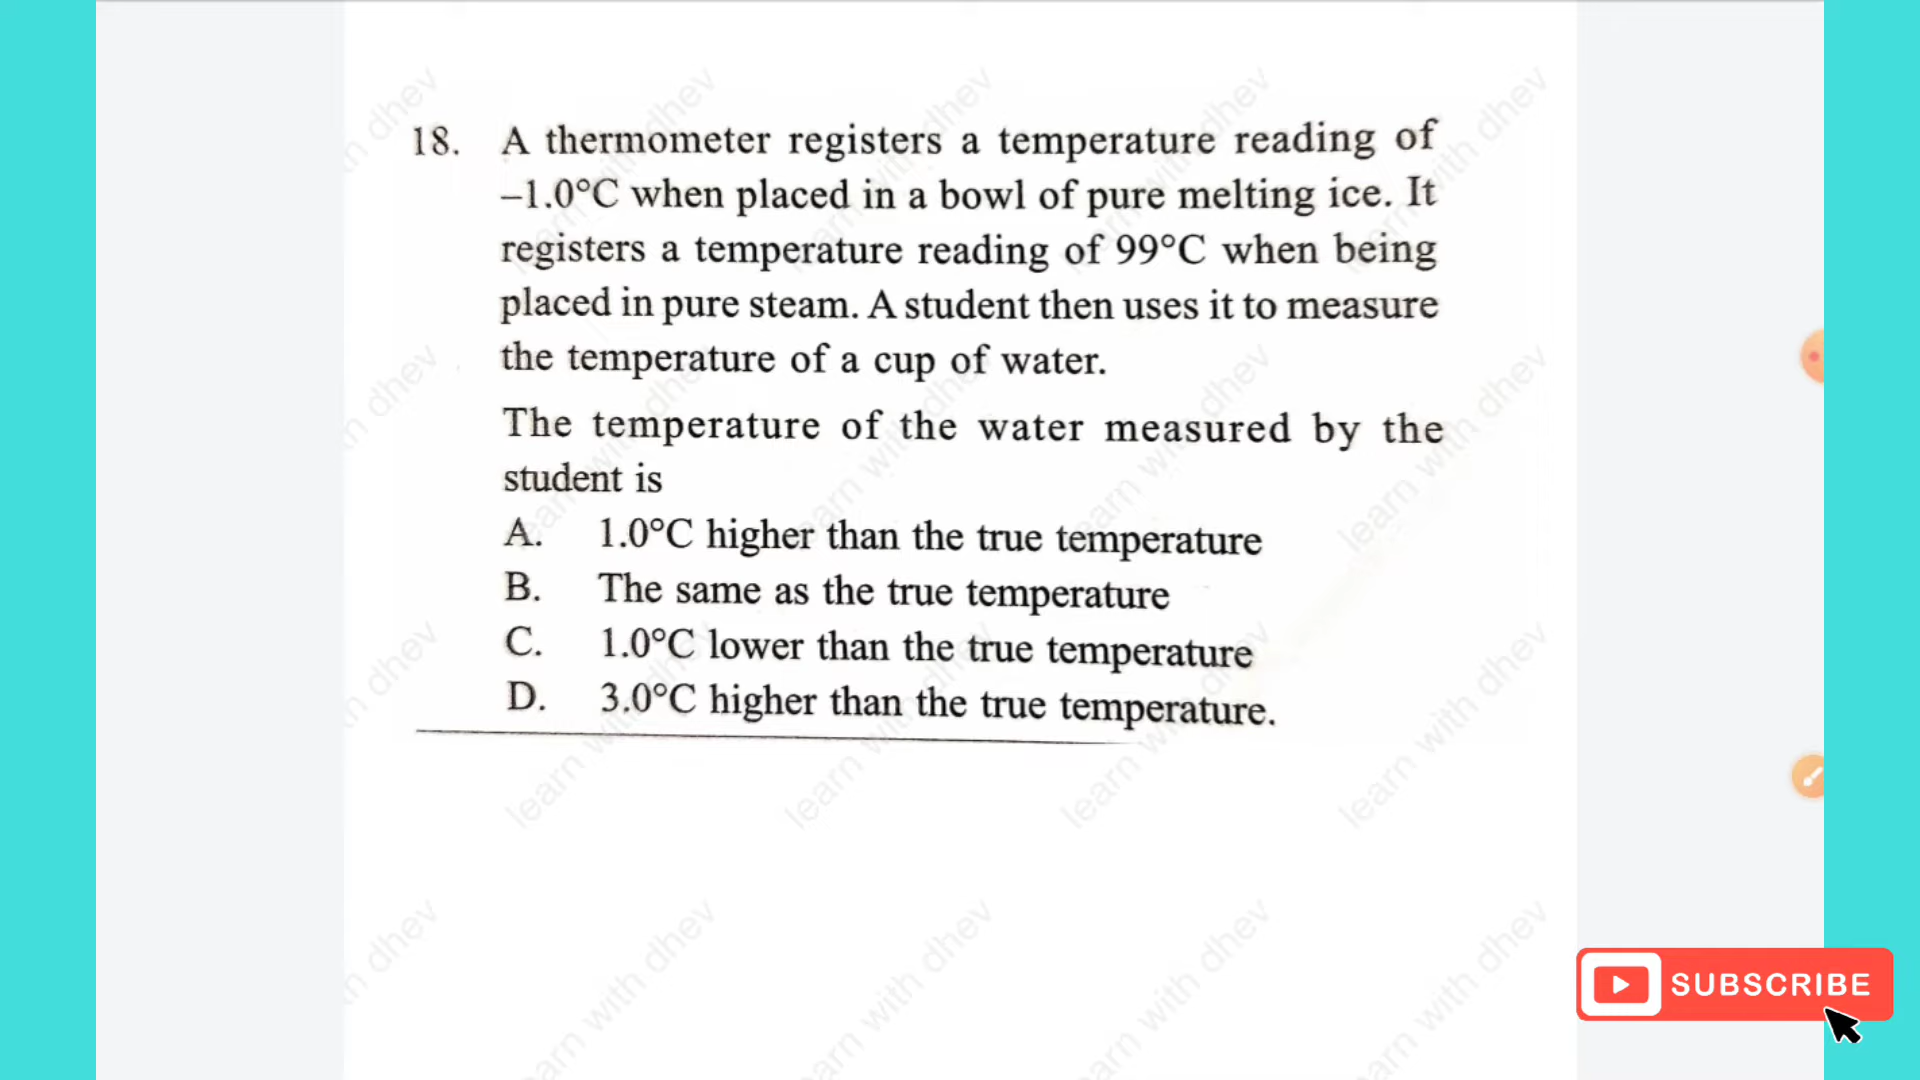 18. A thermometer registers a temperature reading of
–1.0°C when placed in a bowl of pure melting ice. It
registers a temperature reading of 99°C when being
placed in pure steam. A student then uses it to measure
the temperature of a cup of water.
The temperature of the water measured by the
student is
A. 1.0°C higher than the true temperature
B. The same as the true temperature
C. 1.0°C lower than the true temperature
D. 3.0°C higher than the true temperature.
learn with dhev
SUBSCRIBE